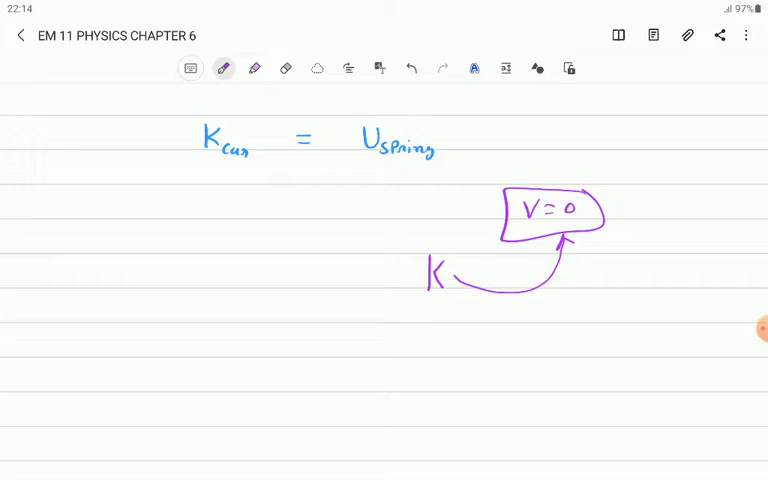 22:14 97%
EM 11 PHYSICS CHAPTER 6
Kcar = Uspring
V = 0
K